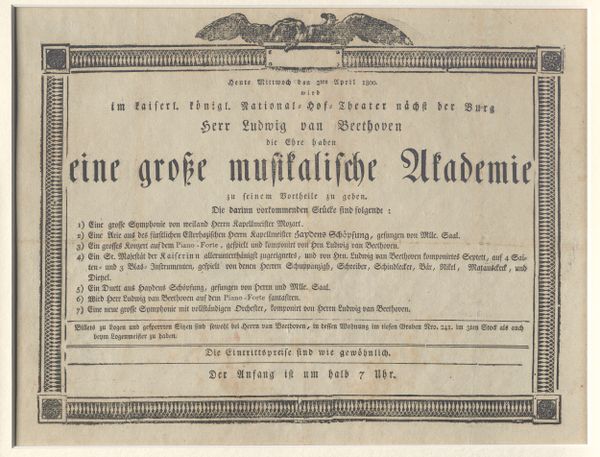 Heute Mittwoch den 2ten April 1800.
wird
im kaiserl. königl. National-Hof-Theater nächst der Burg
Herr Ludwig van Beethoven
die Ehre haben
eine große musikalische Akademie
zu seinem Vortheile zu geben.
Die darinn vorkommenden Stücke sind folgende :
1) Eine grosse Symphonie von weiland Herrn Kapellmeister Mozart.
2) Eine Arie aus des fürstlichen Esterhazischen Herrn Kapellmeister Haydens Schöpfung, gesungen von Mlle. Saal.
3) Ein grosses Konzert auf dem Piano-Forte, gespielt und komponirt von Hrn. Ludwig van Beethoven.
4) Ein Sr. Majestät der Kaiserinn allerunterthänigst zugeeignetes, und von Hrn. Ludwig van Beethoven komponirtes Septett, auf 4 Sai-
ten- und 3 Blas-Instrumenten, gespielt von denen Herren Schuppanzigh, Schreiber, Schindlecker, Bär, Nikel, Matauschek, und
Dietzel.
5) Ein Duett aus Haydens Schöpfung, gesungen von Herrn und Mlle. Saal.
6) Wird Herr Ludwig van Beethoven auf dem Piano-Forte fantasiren.
7) Eine neue grosse Symphonie mit vollständigem Orchester, komponirt von Herrn Ludwig van Beethoven.
Billets zu Logen und gesperrten Sitzen sind sowohl bei Herrn van Beethoven, in dessen Wohnung im tiefen Graben Nro. 241. im 3ten Stock als auch
beym Logenmeister zu haben.
Die Eintrittspreise sind wie gewöhnlich.
Der Anfang ist um halb 7 Uhr.